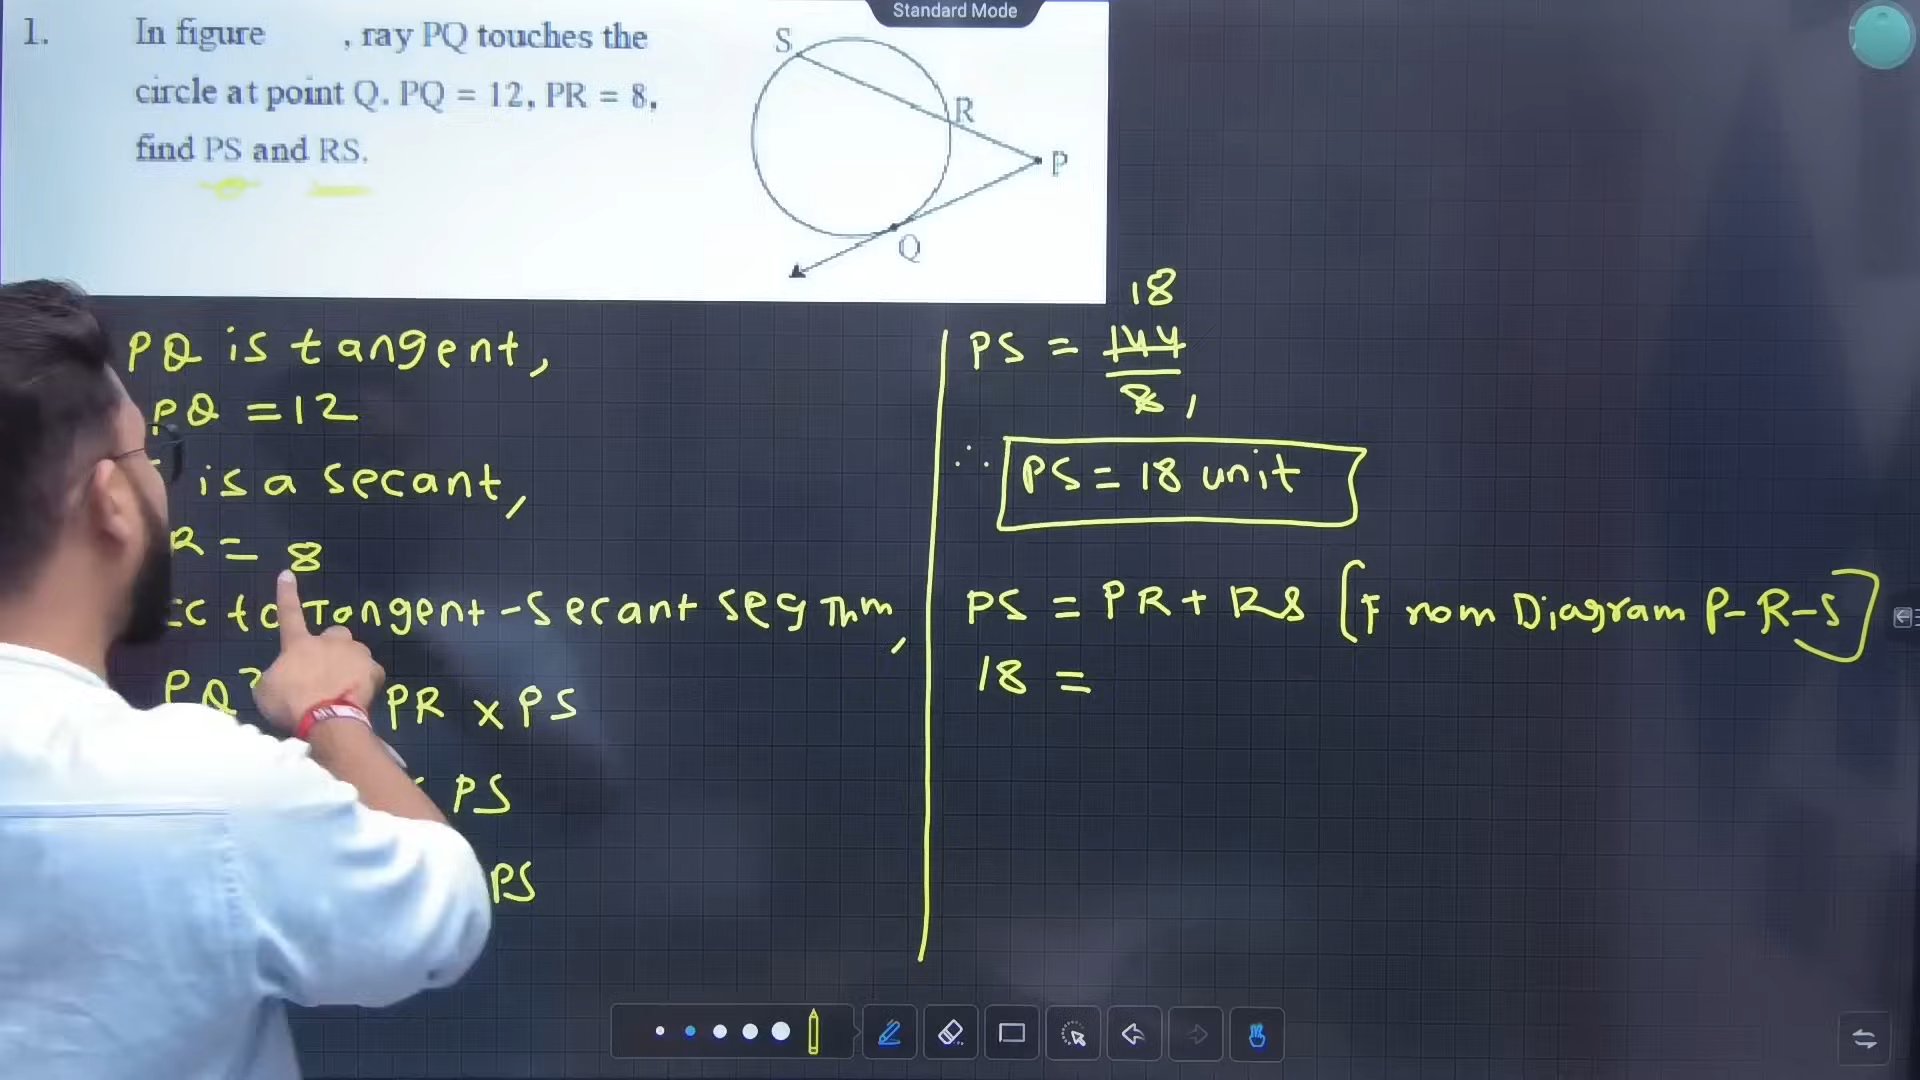 Standard Mode
1. In figure , ray PQ touches the
circle at point Q. PQ = 12, PR = 8,
find PS and RS.
S
R
P
Q
PQ is tangent,
PQ = 12
is a secant,
R = 8
to Tangent-Secant seg Thm,
PQ² PR × PS
PS
PS
18
PS = 144
8,
∴ PS = 18 unit
PS = PR + RS [From Diagram P-R-S]
18 =